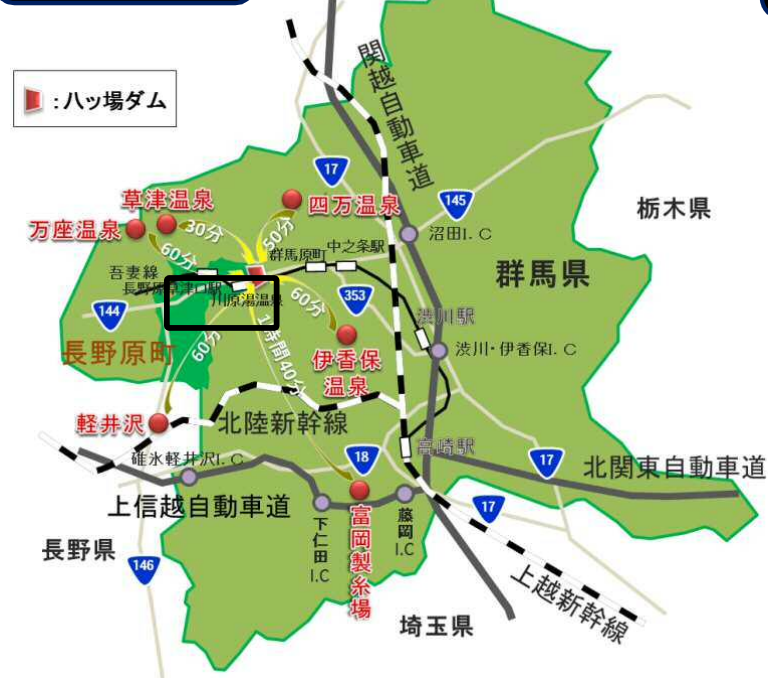 ：八ッ場ダム
関越自動車道
17
145
栃木県
草津温泉
四万温泉
万座温泉
30分
50分
60分
沼田I.C
中之条駅
群馬原町
吾妻線
長野原草津口駅
川原湯温泉
群馬県
60分
353
144
渋川駅
渋川・伊香保I.C
長野原町
60分
1時間40分
伊香保
温泉
軽井沢
北陸新幹線
高崎駅
碓氷軽井沢I.C
18
17
北関東自動車道
上信越自動車道
17
下仁田
I.C
富岡製糸場
藤岡
I.C
長野県
146
上越新幹線
埼玉県